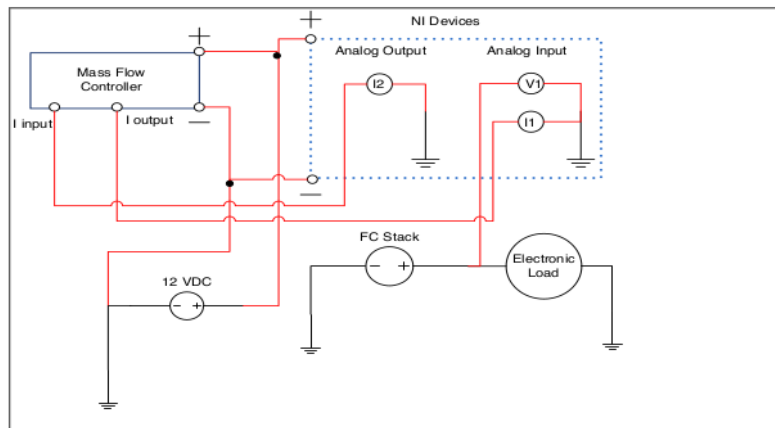 NI Devices
+
+
Analog Output
Analog Input
Mass Flow
Controller
I2
V1
I input
I output
—
I1
—
FC Stack
- +
Electronic
Load
12 VDC
- +